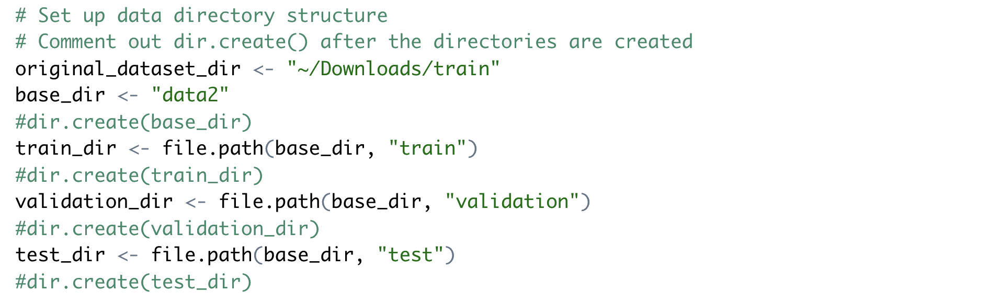 # Set up data directory structure
# Comment out dir.create() after the directories are created
original_dataset_dir <- "~/Downloads/train"
base_dir <- "data2"
#dir.create(base_dir)
train_dir <- file.path(base_dir, "train")
#dir.create(train_dir)
validation_dir <- file.path(base_dir, "validation")
#dir.create(validation_dir)
test_dir <- file.path(base_dir, "test")
#dir.create(test_dir)